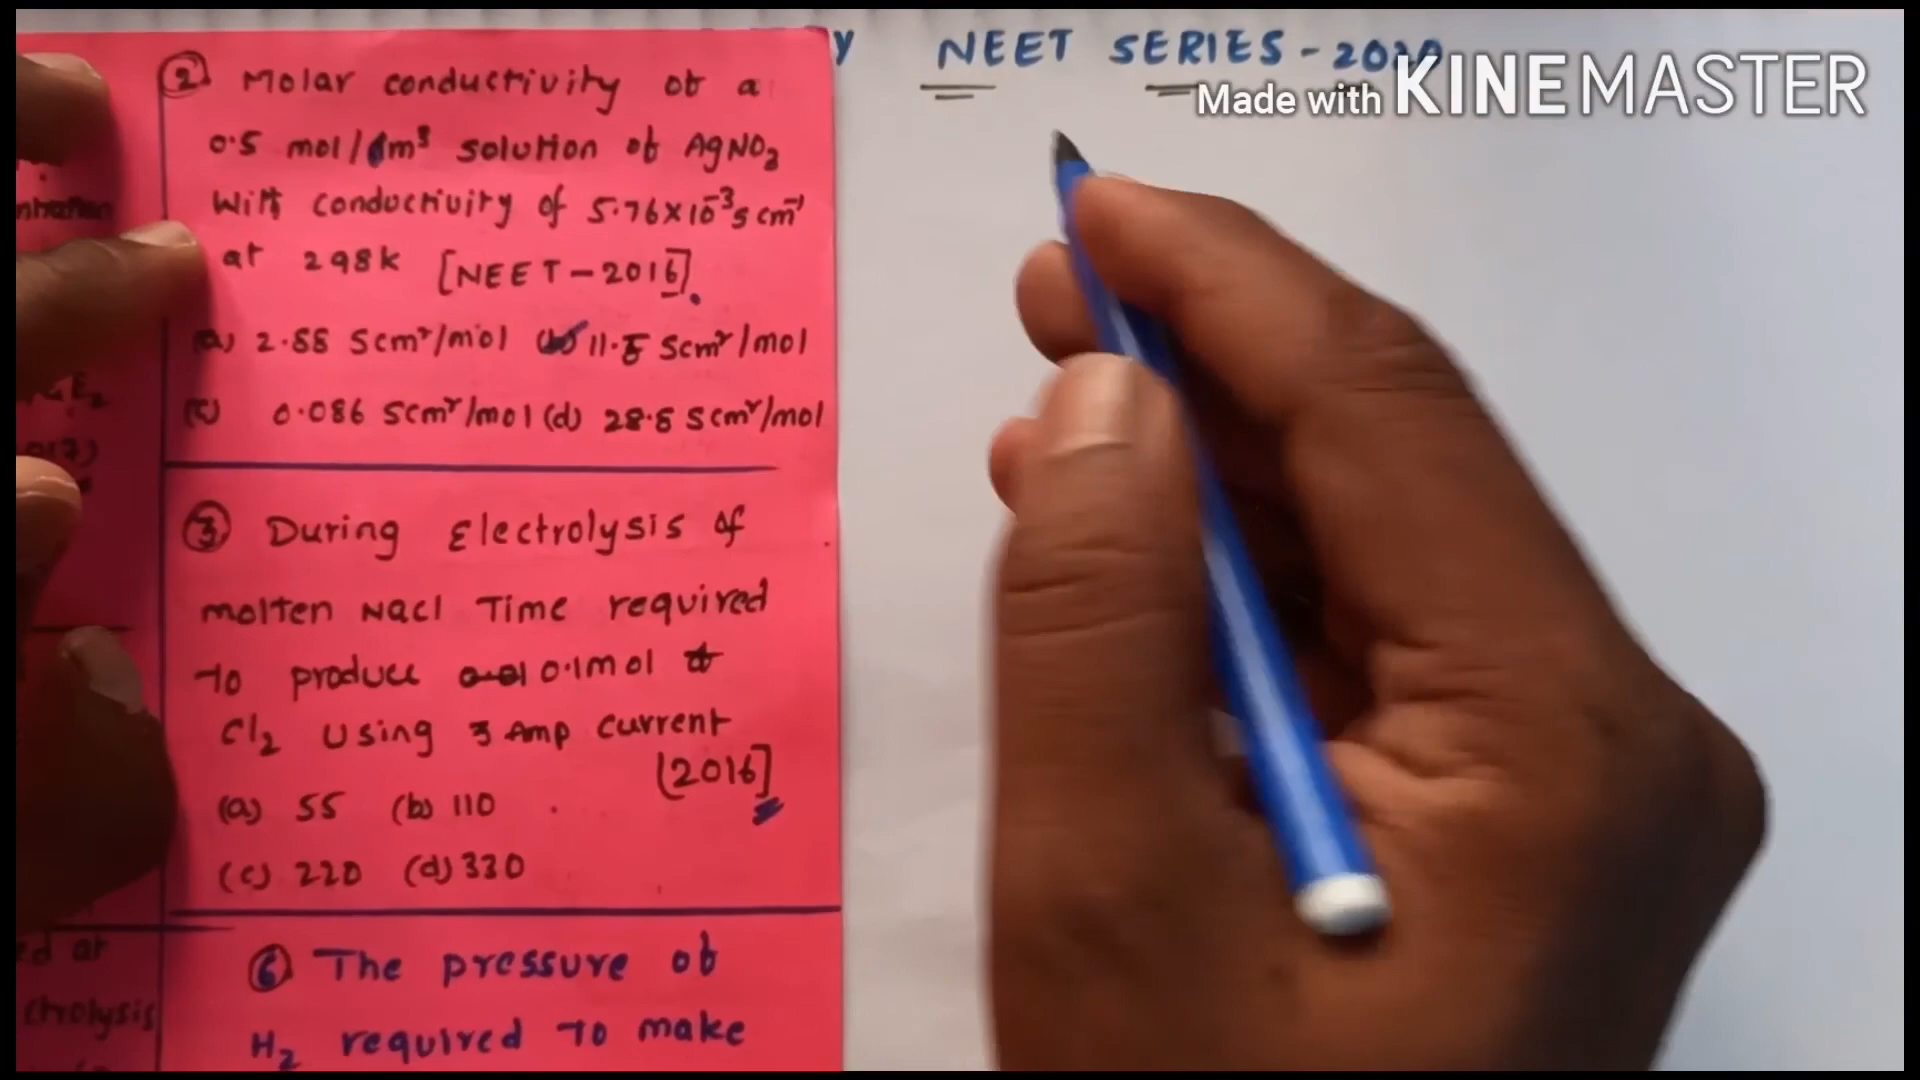 Y NEET SERIES - 2020
Made with KINEMASTER
② Molar conductivity of a
0.5 mol/dm³ solution of AgNO₃
With conductivity of 5.76×10⁻³ S cm⁻¹
at 298k [NEET-2016].
(a) 2.88 Scm²/mol (b) 11.5 Scm²/mol
(c) 0.086 Scm²/mol (d) 28.8 Scm²/mol
③ During Electrolysis of
molten Nacl Time required
To produce 0.1mol of
Cl₂ Using 3 Amp current
[2016]
(a) 55 (b) 110
(c) 220 (d) 330
⑥ The pressure of
H₂ required To make